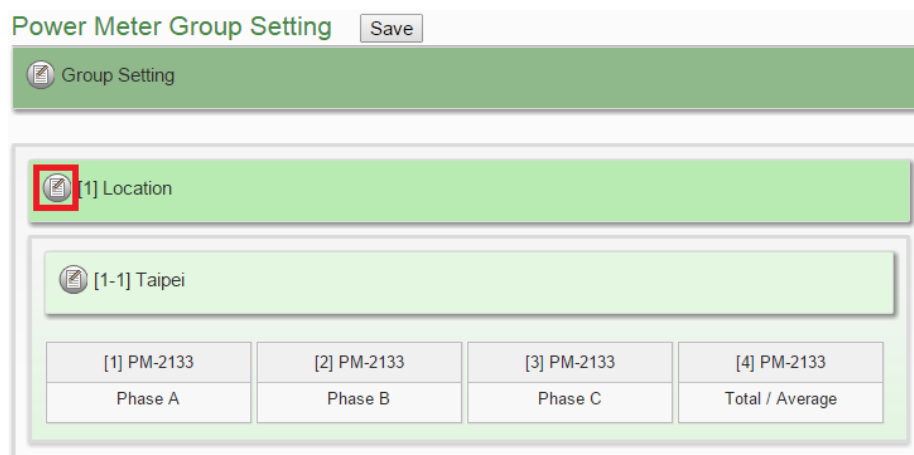 Power Meter Group Setting Save
Group Setting
[1] Location
[1-1] Taipei
[1] PM-2133 [2] PM-2133 [3] PM-2133 [4] PM-2133
Phase A Phase B Phase C Total / Average